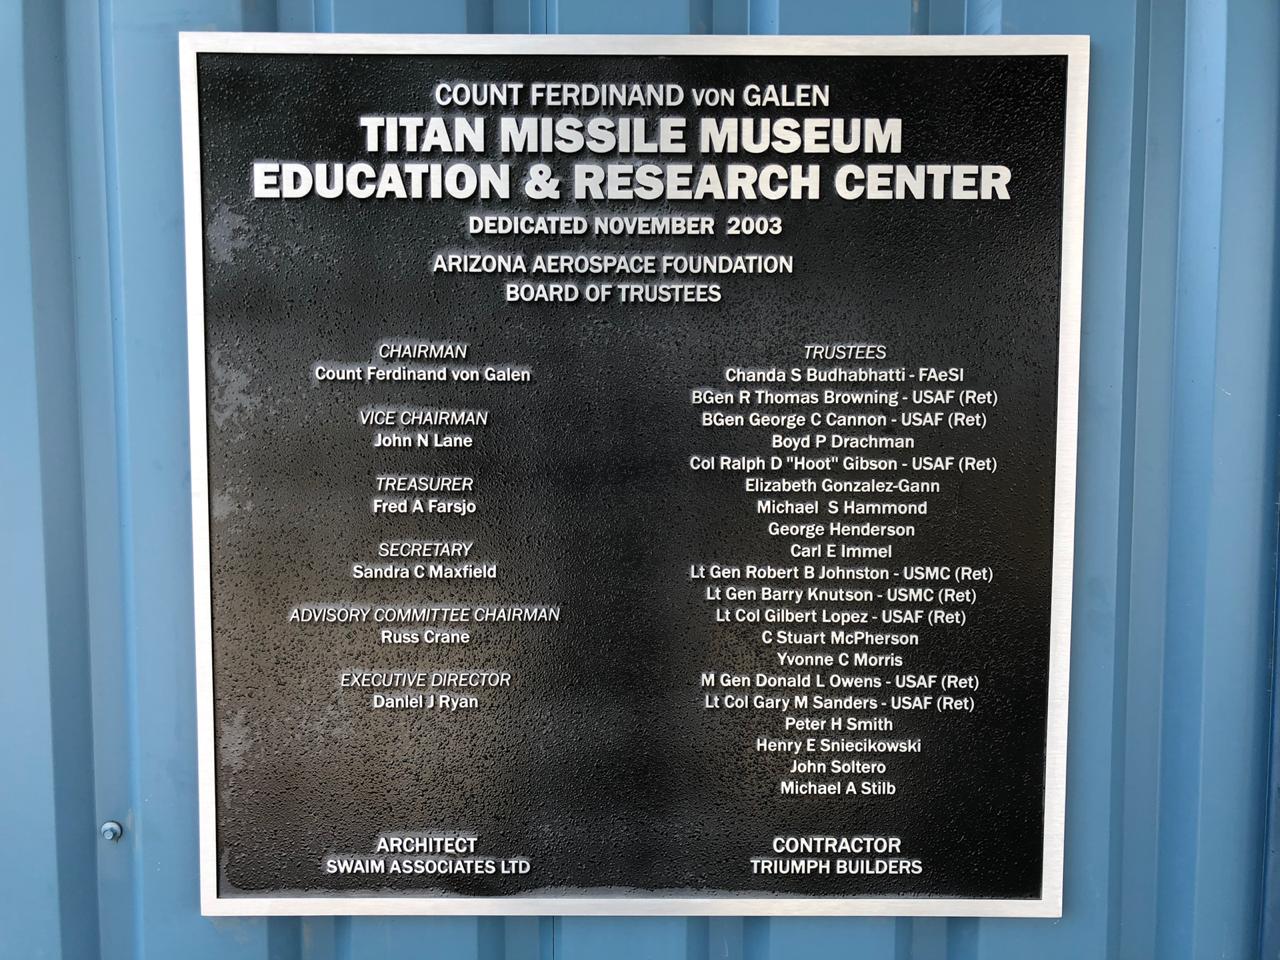 COUNT FERDINAND VON GALEN
TITAN MISSILE MUSEUM
EDUCATION & RESEARCH CENTER
DEDICATED NOVEMBER 2003
ARIZONA AEROSPACE FOUNDATION
BOARD OF TRUSTEES
CHAIRMAN
Count Ferdinand von Galen
VICE CHAIRMAN
John N Lane
TREASURER
Fred A Farsjo
SECRETARY
Sandra C Maxfield
ADVISORY COMMITTEE CHAIRMAN
Russ Crane
EXECUTIVE DIRECTOR
Daniel J Ryan
TRUSTEES
Chanda S Budhabhatti - FAeSI
BGen R Thomas Browning - USAF (Ret)
BGen George C Cannon - USAF (Ret)
Boyd P Drachman
Col Ralph D "Hoot" Gibson - USAF (Ret)
Elizabeth Gonzalez-Gann
Michael S Hammond
George Henderson
Carl E Immel
Lt Gen Robert B Johnston - USMC (Ret)
Lt Gen Barry Knutson - USMC (Ret)
Lt Col Gilbert Lopez - USAF (Ret)
C Stuart McPherson
Yvonne C Morris
M Gen Donald L Owens - USAF (Ret)
Lt Col Gary M Sanders - USAF (Ret)
Peter H Smith
Henry E Sniecikowski
John Soltero
Michael A Stilb
ARCHITECT
SWAIM ASSOCIATES LTD
CONTRACTOR
TRIUMPH BUILDERS